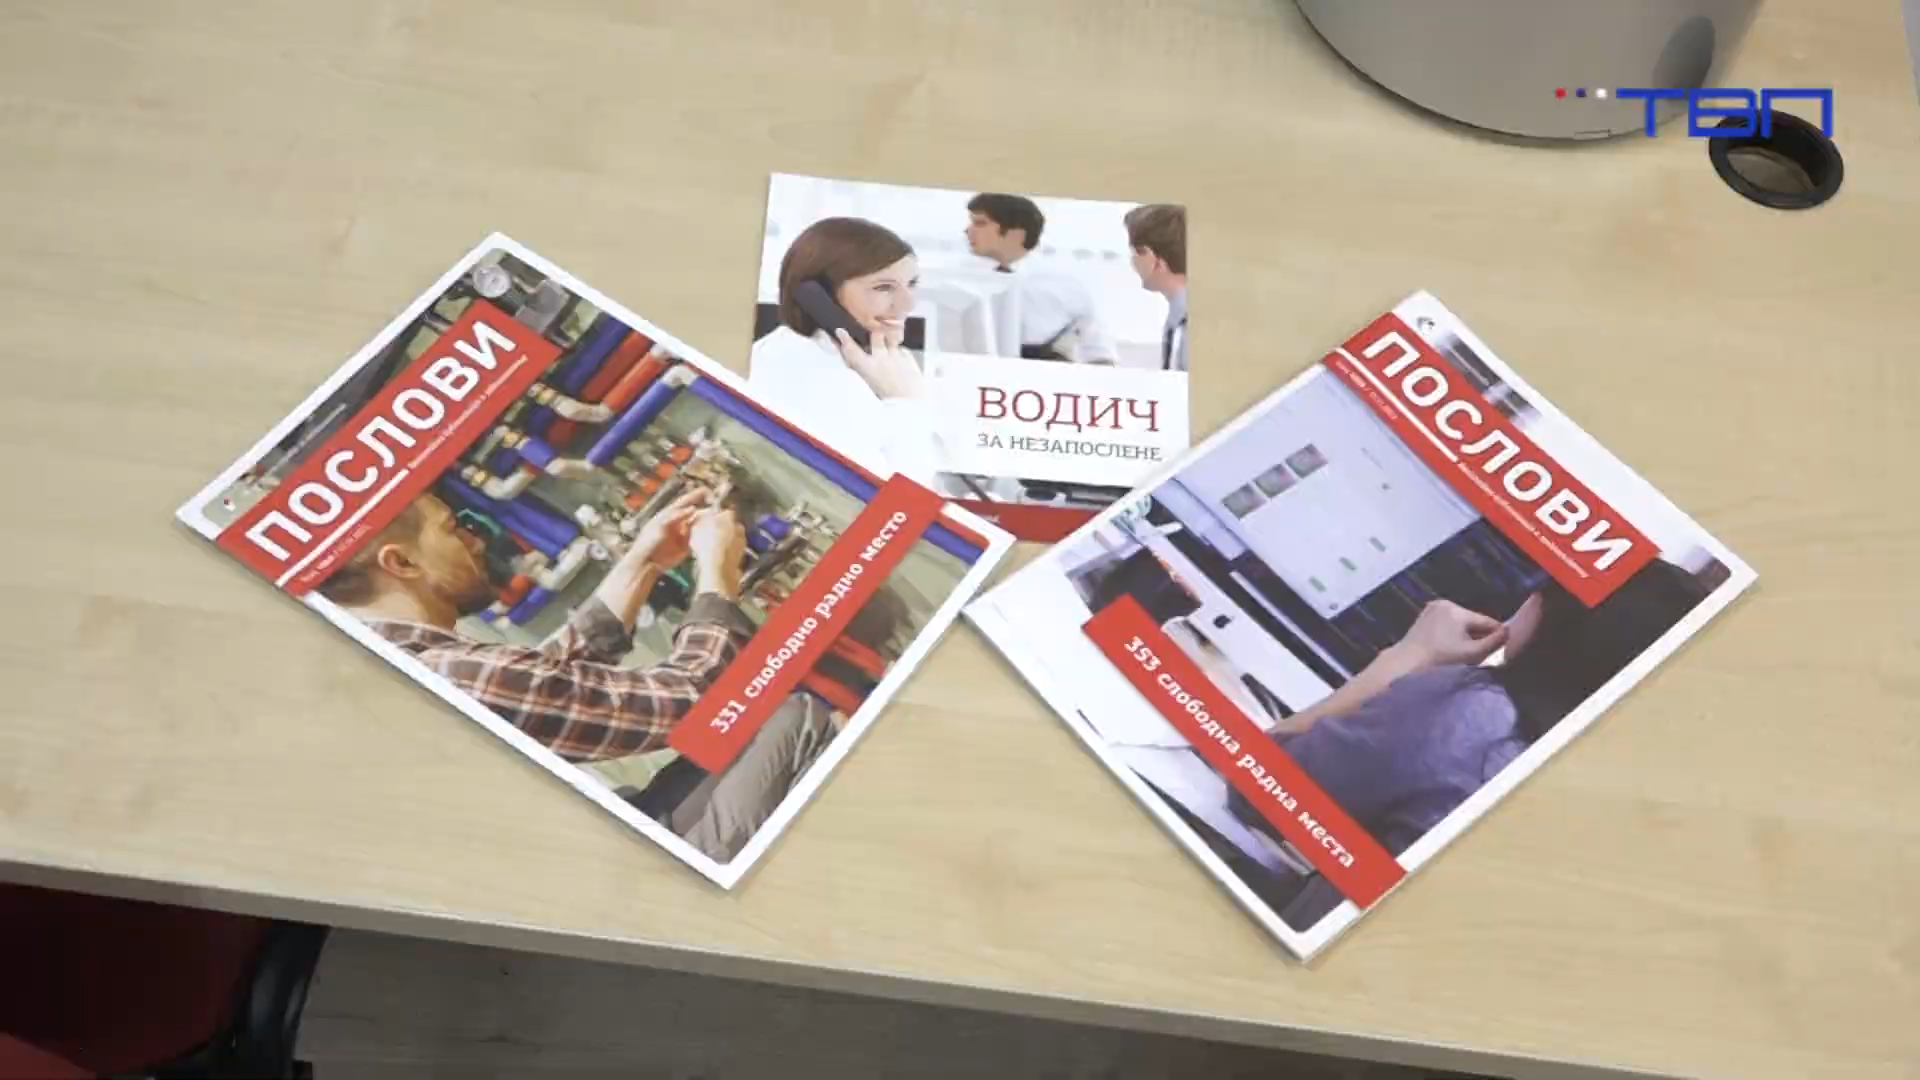 ТВП
ВОДИЧ
ЗА НЕЗАПОСЛЕНЕ
ПОСЛОВИ
331 слободно радно место
ПОСЛОВИ
353 слободна радна места